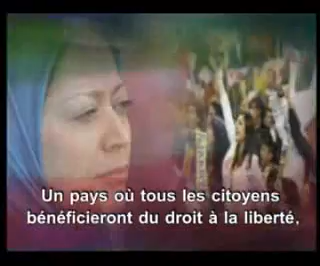 Un pays où tous les citoyens
bénéficieront du droit à la liberté,